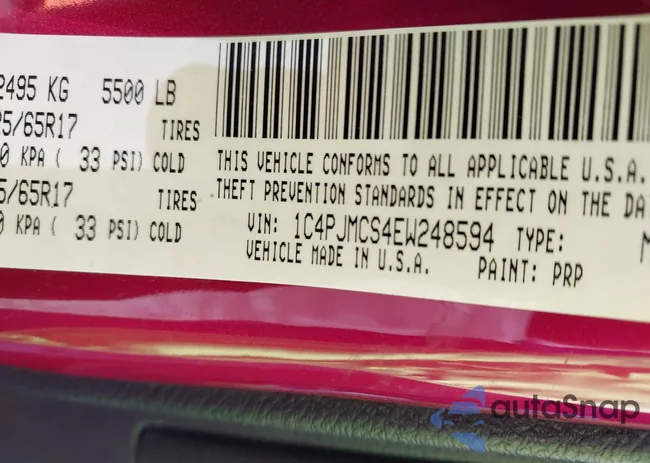 2495 KG 5500 LB
5/65R17 TIRES
0 KPA ( 33 PSI) COLD
5/65R17 TIRES
0 KPA ( 33 PSI) COLD
THIS VEHICLE CONFORMS TO ALL APPLICABLE U.S.A.
THEFT PREVENTION STANDARDS IN EFFECT ON THE DA
VIN: 1C4PJMCS4EW248594 TYPE: M
VEHICLE MADE IN U.S.A. PAINT: PRP
autoSnap